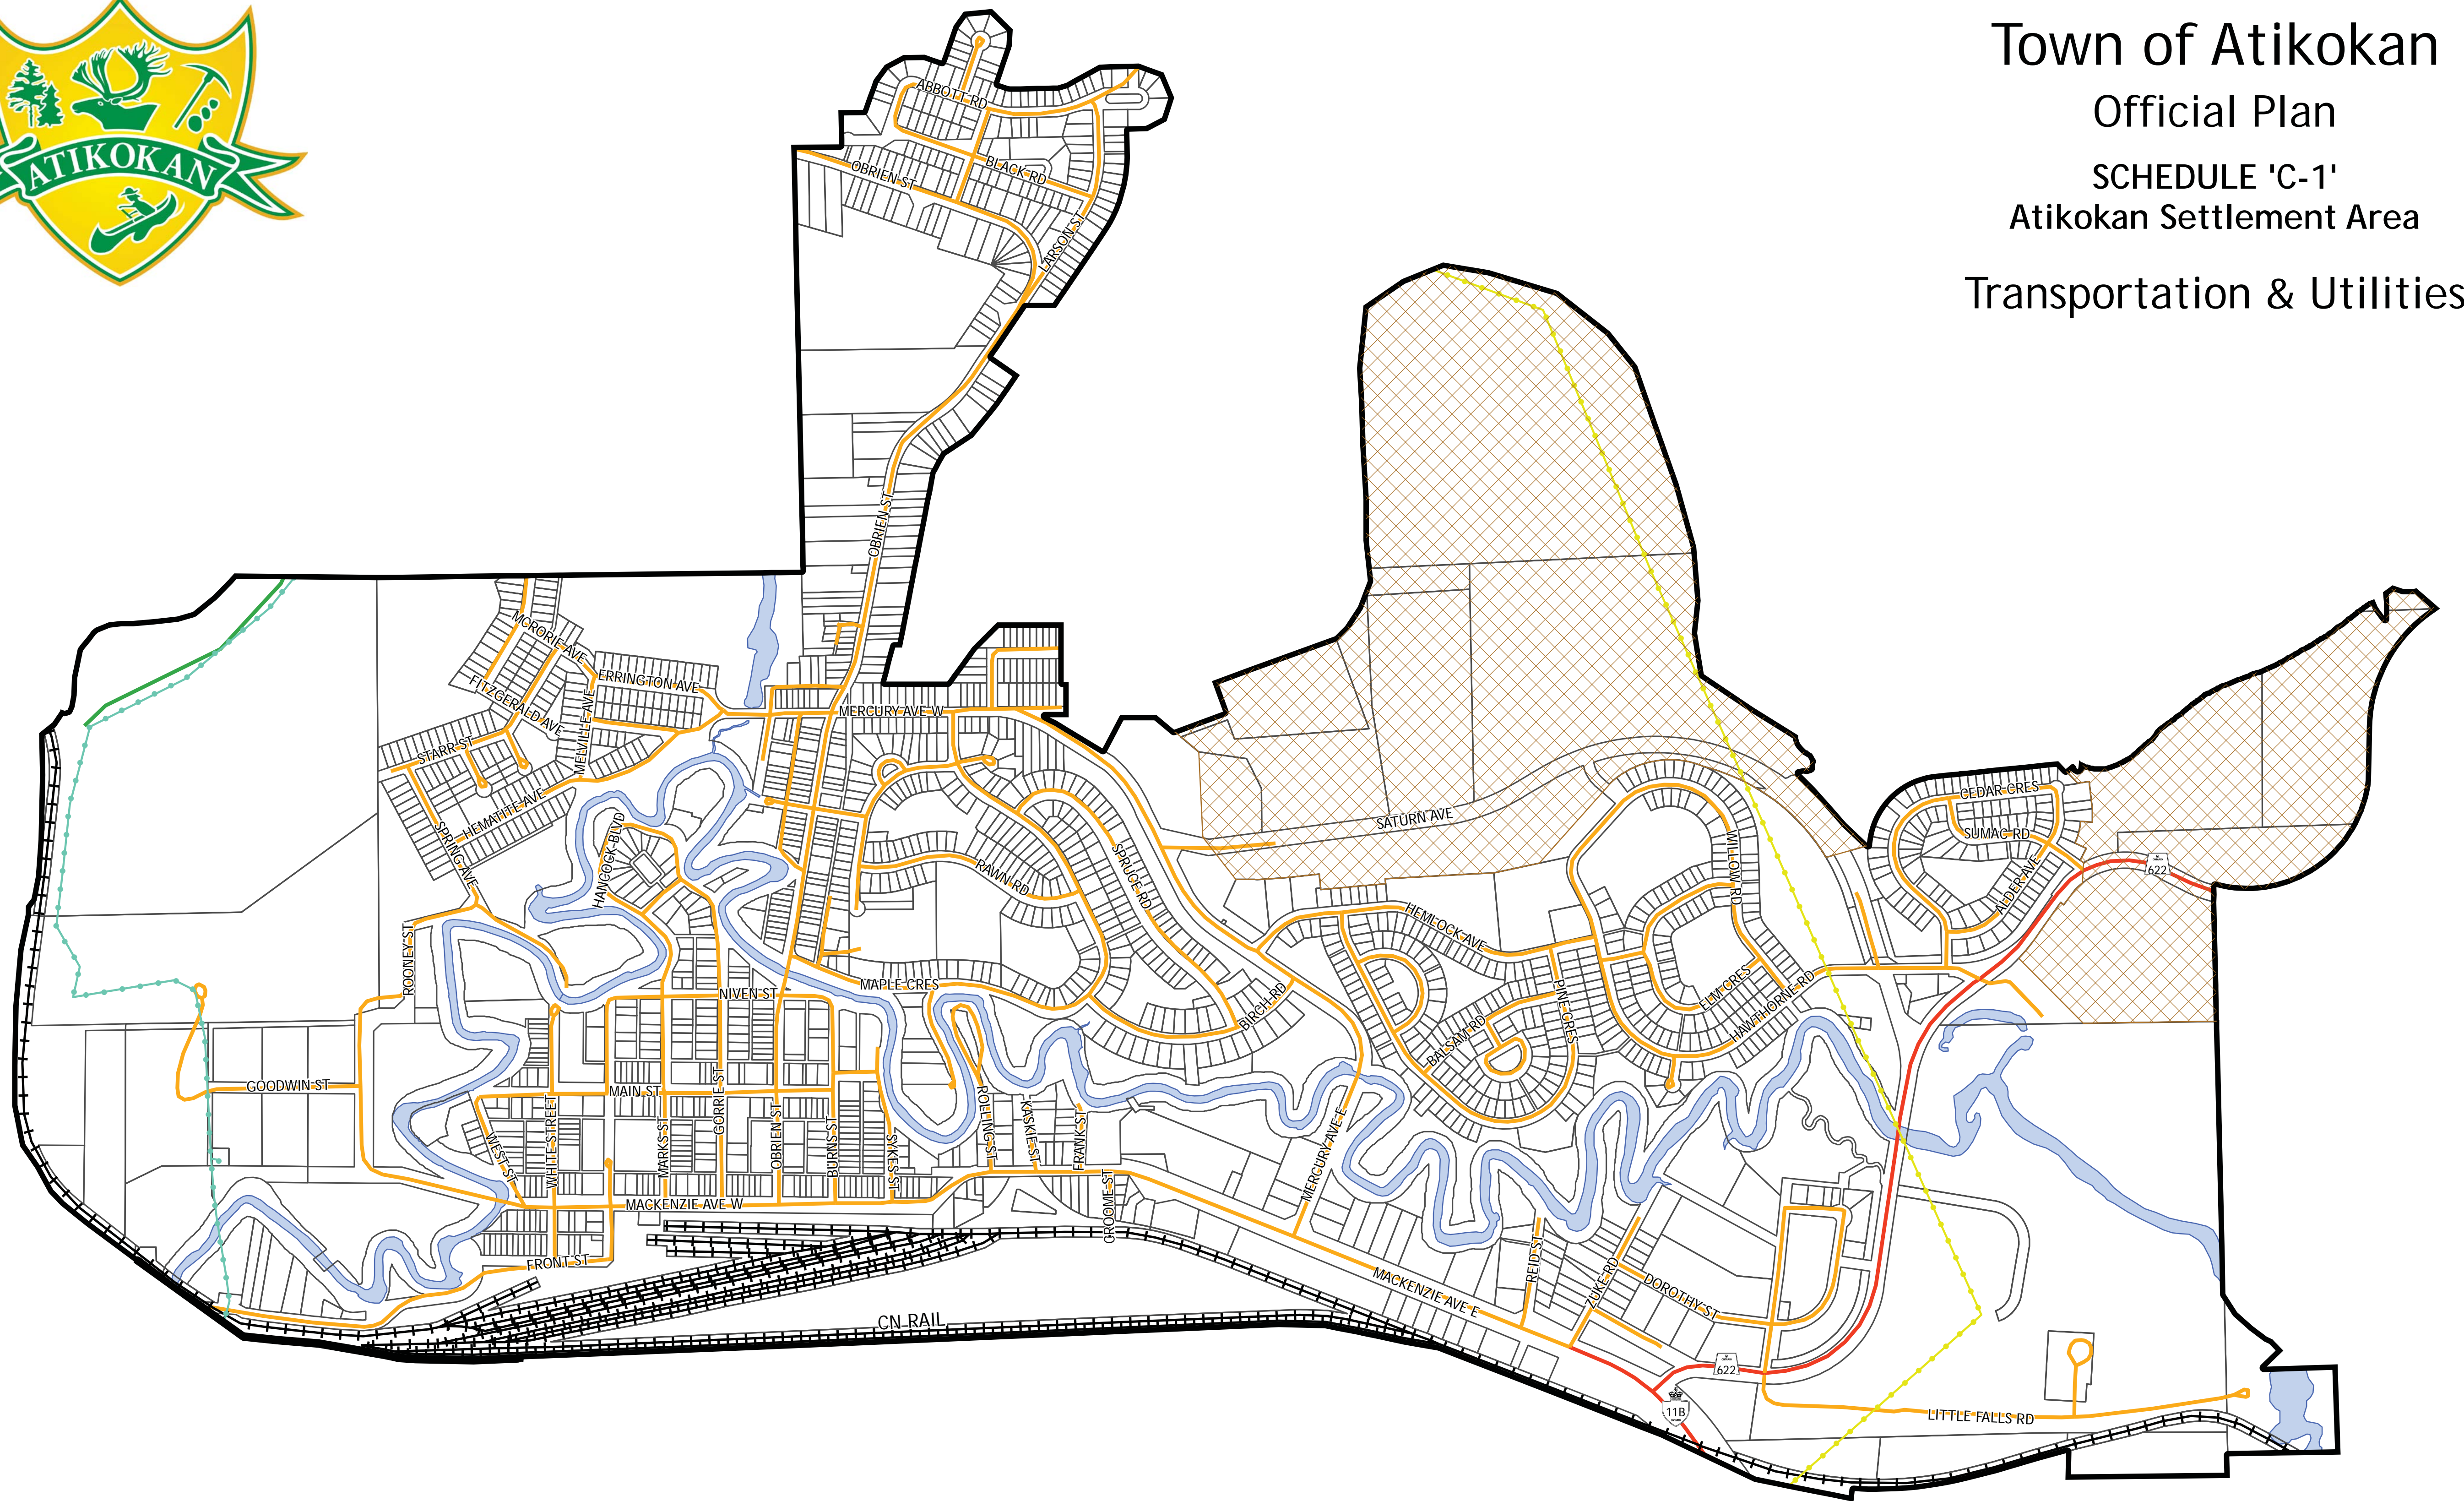 ATIKOKAN
Town of Atikokan
Official Plan
SCHEDULE 'C-1'
Atikokan Settlement Area
Transportation & Utilities
ABBOTT RD
OBRIEN ST
BLACK RD
LARSON ST
OBRIEN ST
MCRORIE AVE
FITZGERALD AVE
ERRINGTON AVE
MELVILLE AVE
STARR ST
HEMATITE AVE
SPRING AVE
MERCURY AVE W
HANCOCK BLVD
RAWN RD
SPRUCE RD
SATURN AVE
WILLOW RD
CEDAR CRES
SUMAC RD
ALDER AVE
622
HEMLOCK AVE
ROONEY ST
NIVEN ST
MAPLE CRES
BIRCH RD
BALSAM RD
PINE CRES
ELM CRES
HAWTHORNE RD
GOODWIN ST
MAIN ST
WEST ST
WHITE STREET
MARKS ST
GORRIE ST
OBRIEN ST
BURNS ST
SYKES ST
ROLLING ST
KASKI EST
FRANK ST
CROOME ST
MERCURY AVE E
MACKENZIE AVE W
FRONT ST
CN RAIL
MACKENZIE AVE E
REID ST
ZUKE RD
DOROTHY ST
622
11B
LITTLE FALLS RD